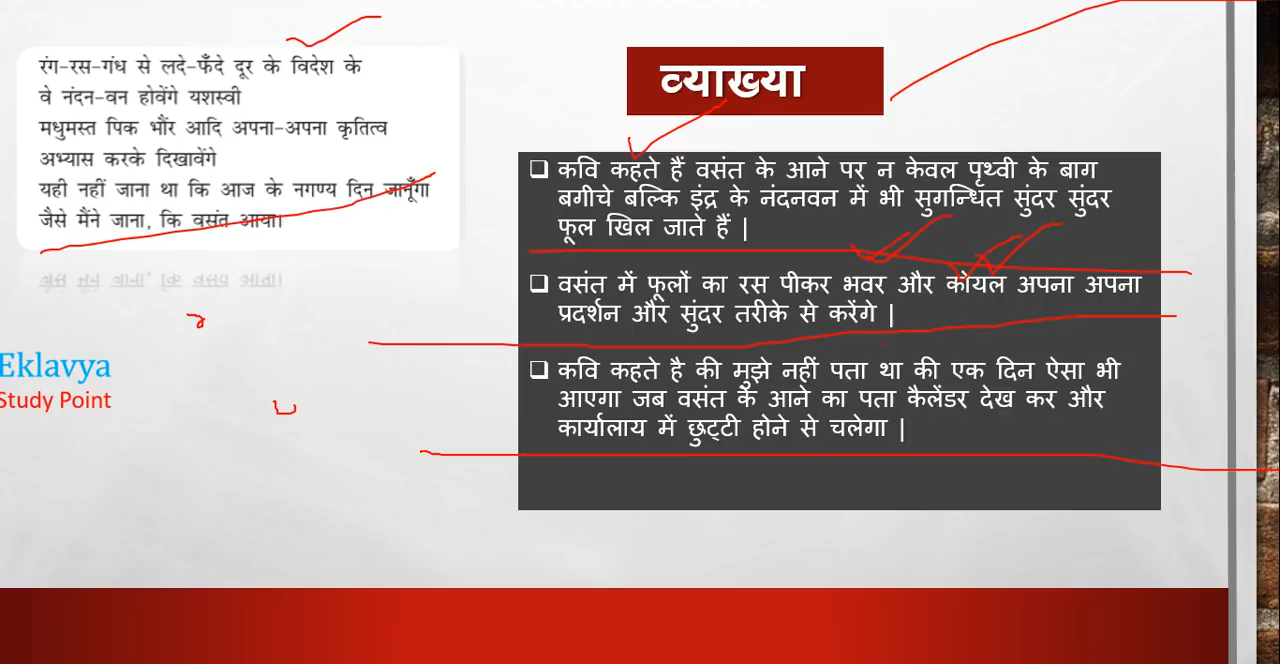 रंग-रस-गंध से लदे-फँदे दूर के विदेश के
वे नंदन-वन होवेंगे यशस्वी
मधुमस्त पिक भौंर आदि अपना-अपना कृतित्व
अभ्यास करके दिखावेंगे
यही नहीं जाना था कि आज के नगण्य दिन जानूँगा
जैसे मैंने जाना, कि वसंत आया।
Eklavya
Study Point
व्याख्या
कवि कहते हैं वसंत के आने पर न केवल पृथ्वी के बाग
बगीचे बल्कि इंद्र के नंदनवन में भी सुगन्धित सुंदर सुंदर
फूल खिल जाते हैं |
वसंत में फूलों का रस पीकर भवर और कोयल अपना अपना
प्रदर्शन और सुंदर तरीके से करेंगे |
कवि कहते है की मुझे नहीं पता था की एक दिन ऐसा भी
आएगा जब वसंत के आने का पता कैलेंडर देख कर और
कार्यालाय में छुट्टी होने से चलेगा |